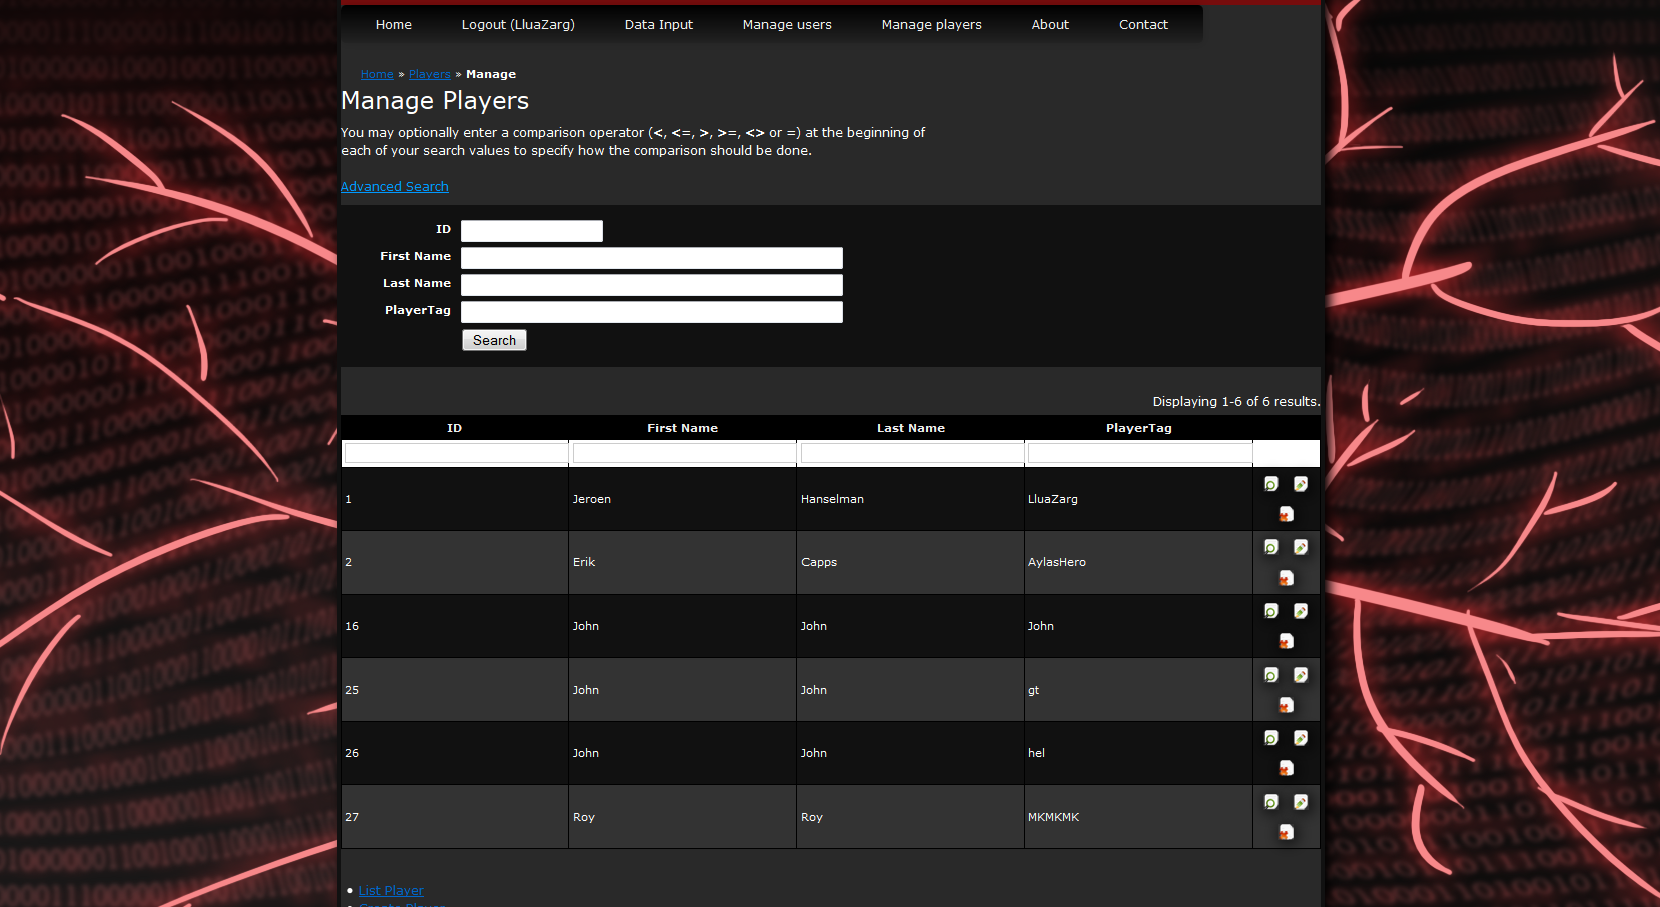 Home Logout (LluaZarg) Data Input Manage users Manage players About Contact
Home » Players » Manage
Manage Players
You may optionally enter a comparison operator (<, <=, >, >=, <> or =) at the beginning of
each of your search values to specify how the comparison should be done.
Advanced Search
ID
First Name
Last Name
PlayerTag
Search
Displaying 1-6 of 6 results.
ID First Name Last Name PlayerTag
1 Jeroen Hanselman LluaZarg
2 Erik Capps AylasHero
16 John John John
25 John John gt
26 John John hel
27 Roy Roy MKMKMK
• List Player
• Create Player